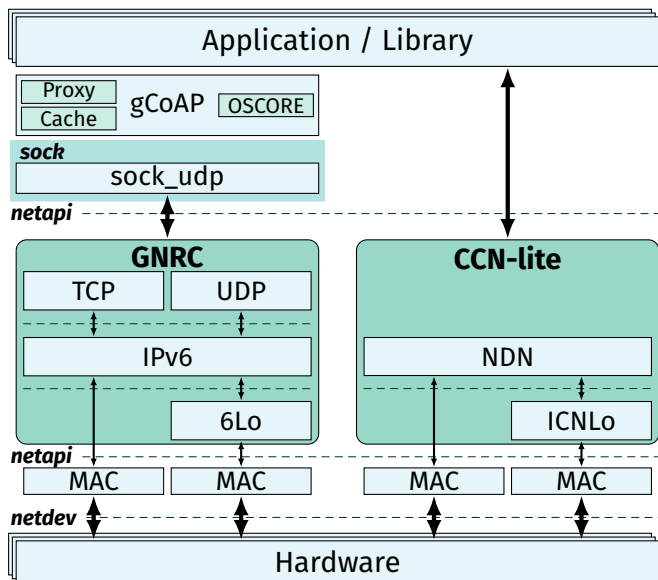 Application / Library
Proxy
Cache
gCoAP
OSCORE
sock
sock_udp
netapi
GNRC
CCN-lite
TCP
UDP
IPv6
NDN
6Lo
ICNLo
netapi
MAC
MAC
MAC
MAC
netdev
Hardware